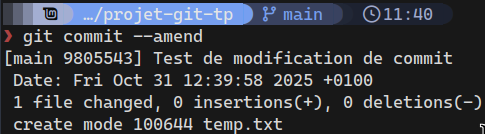 …/projet-git-tp main 11:40
❯ git commit --amend
[main 9805543] Test de modification de commit
Date: Fri Oct 31 12:39:58 2025 +0100
1 file changed, 0 insertions(+), 0 deletions(-)
create mode 100644 temp.txt